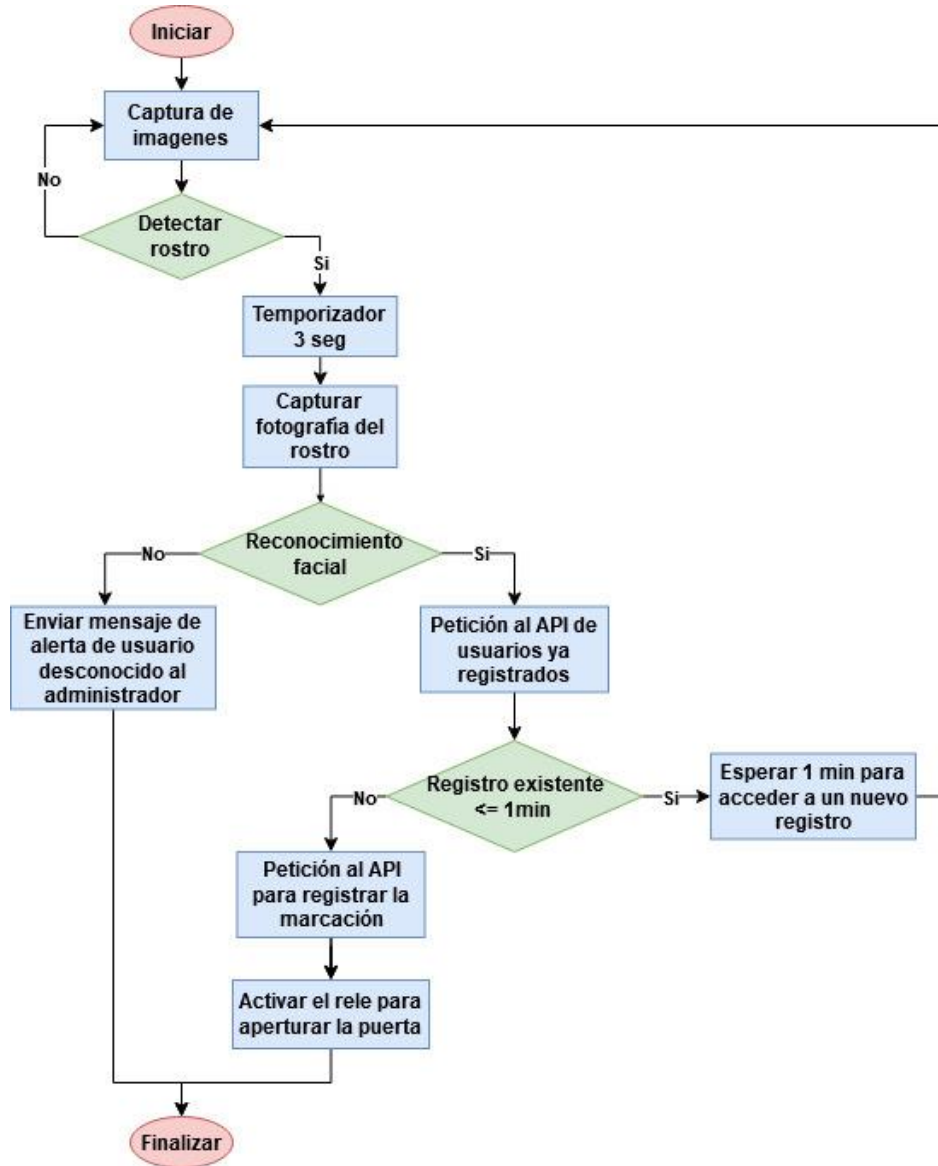 Iniciar
Captura de
imagenes
No
Detectar
rostro
Si
Temporizador
3 seg
Capturar
fotografia del
rostro
Reconocimiento
facial
No
Si
Enviar mensaje de
alerta de usuario
desconocido al
administrador
Petición al API de
usuarios ya
registrados
Registro existente
<= 1min
No
Si
Esperar 1 min para
acceder a un nuevo
registro
Petición al API
para registrar la
marcación
Activar el rele para
aperturar la puerta
Finalizar